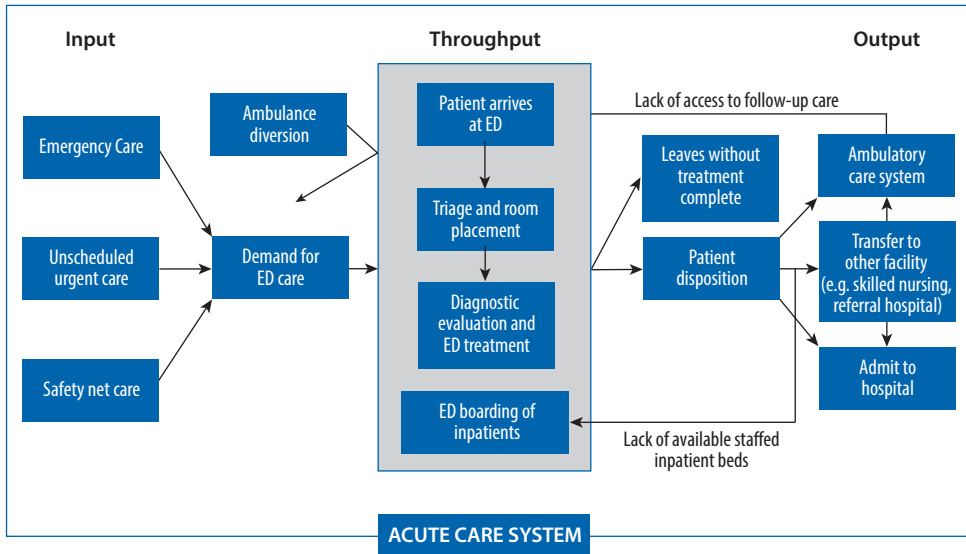 Input
Throughput
Output
Emergency Care
Unscheduled
urgent care
Safety net care
Ambulance
diversion
Demand for
ED care
Patient arrives
at ED
Triage and room
placement
Diagnostic
evaluation and
ED treatment
ED boarding of
inpatients
Lack of access to follow-up care
Leaves without
treatment
complete
Patient
disposition
Ambulatory
care system
Transfer to
other facility
(e.g. skilled nursing,
referral hospital)
Admit to
hospital
Lack of available staffed
inpatient beds
ACUTE CARE SYSTEM